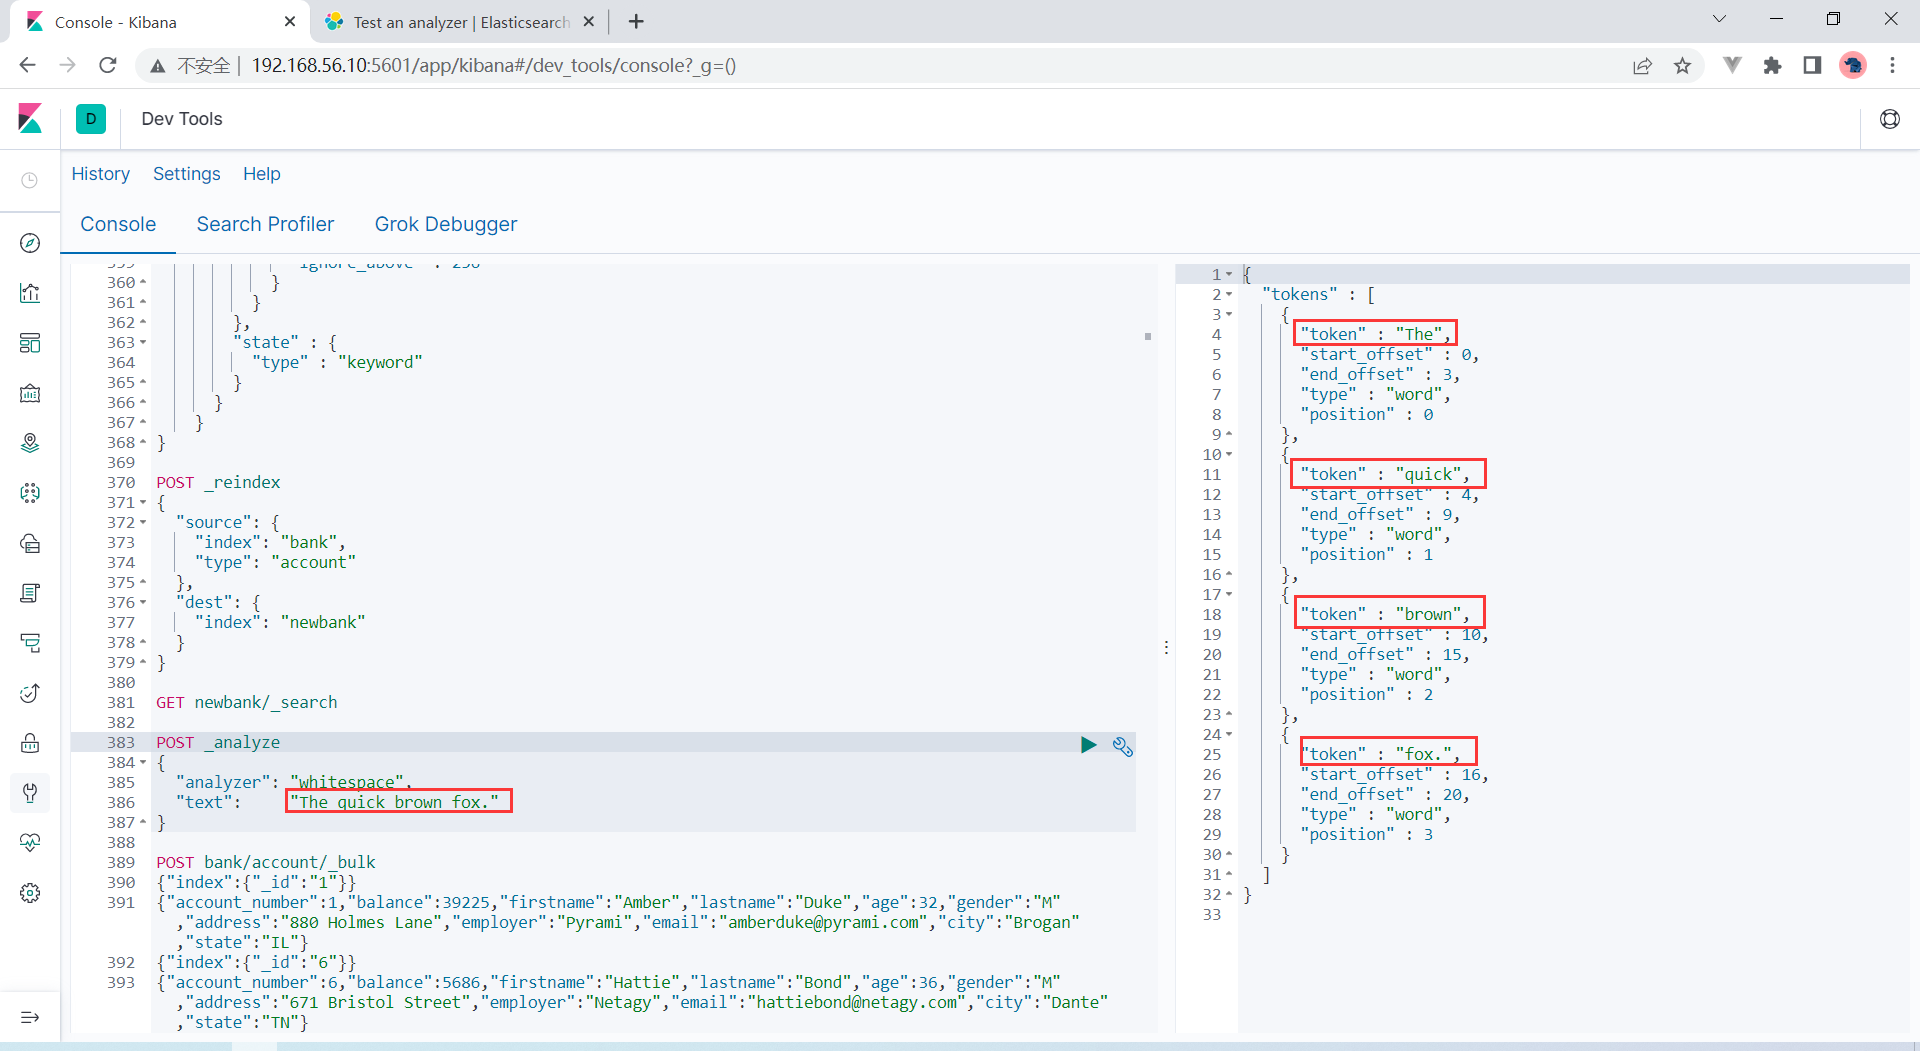 Console - Kibana
Test an analyzer | Elasticsearch
不安全 | 192.168.56.10:5601/app/kibana#/dev_tools/console?_g=()
D Dev Tools
History Settings Help
Console Search Profiler Grok Debugger
359 "ignore_above" : 256
360 }
361 }
362 },
363 "state" : {
364 "type" : "keyword"
365 }
366 }
367 }
368 }
369
370 POST _reindex
371 {
372 "source": {
373 "index": "bank",
374 "type": "account"
375 },
376 "dest": {
377 "index": "newbank"
378 }
379 }
380
381 GET newbank/_search
382
383 POST _analyze
384 {
385 "analyzer": "whitespace",
386 "text": "The quick brown fox."
387 }
388
389 POST bank/account/_bulk
390 {"index":{"_id":"1"}}
391 {"account_number":1,"balance":39225,"firstname":"Amber","lastname":"Duke","age":32,"gender":"M"
,"address":"880 Holmes Lane","employer":"Pyrami","email":"amberduke@pyrami.com","city":"Brogan"
,"state":"IL"}
392 {"index":{"_id":"6"}}
393 {"account_number":6,"balance":5686,"firstname":"Hattie","lastname":"Bond","age":36,"gender":"M"
,"address":"671 Bristol Street","employer":"Netagy","email":"hattiebond@netagy.com","city":"Dante"
,"state":"TN"}
1 {
2 "tokens" : [
3 {
4 "token" : "The",
5 "start_offset" : 0,
6 "end_offset" : 3,
7 "type" : "word",
8 "position" : 0
9 },
10 {
11 "token" : "quick",
12 "start_offset" : 4,
13 "end_offset" : 9,
14 "type" : "word",
15 "position" : 1
16 },
17 {
18 "token" : "brown",
19 "start_offset" : 10,
20 "end_offset" : 15,
21 "type" : "word",
22 "position" : 2
23 },
24 {
25 "token" : "fox.",
26 "start_offset" : 16,
27 "end_offset" : 20,
28 "type" : "word",
29 "position" : 3
30 }
31 ]
32 }
33